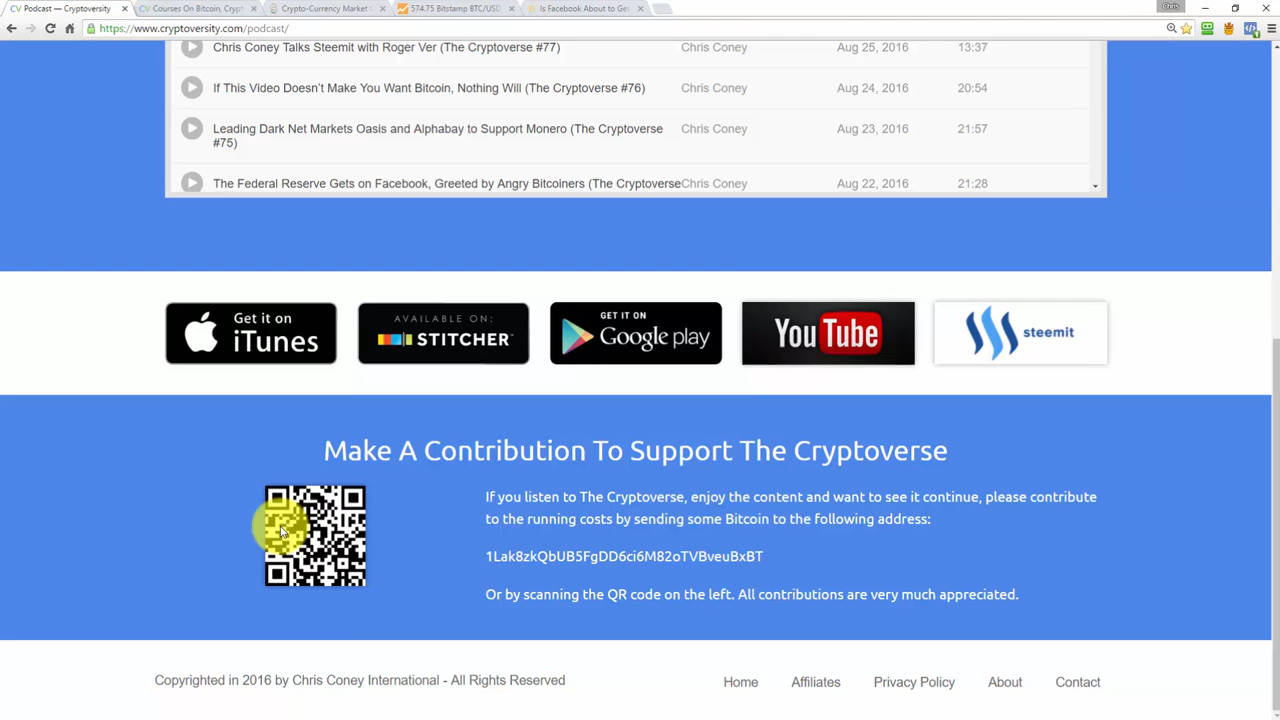 CV Podcast — Cryptoversity
CV Courses On Bitcoin, Crypt
Crypto-Currency Market
574.75 Bitstamp BTC/USD
Is Facebook About to Ge
Chris
https://www.cryptoversity.com/podcast/
Chris Coney Talks Steemit with Roger Ver (The Cryptoverse #77) Chris Coney Aug 25, 2016 13:37
If This Video Doesn't Make You Want Bitcoin, Nothing Will (The Cryptoverse #76) Chris Coney Aug 24, 2016 20:54
Leading Dark Net Markets Oasis and Alphabay to Support Monero (The Cryptoverse Chris Coney Aug 23, 2016 21:57
#75)
The Federal Reserve Gets on Facebook, Greeted by Angry Bitcoiners (The Cryptoverse Chris Coney Aug 22, 2016 21:28
Get it on
iTunes
AVAILABLE ON:
STITCHER
GET IT ON
Google play
YouTube
steemit
Make A Contribution To Support The Cryptoverse
If you listen to The Cryptoverse, enjoy the content and want to see it continue, please contribute
to the running costs by sending some Bitcoin to the following address:
1Lak8zkQbUB5FgDD6ci6M82oTVBveuBxBT
Or by scanning the QR code on the left. All contributions are very much appreciated.
Copyrighted in 2016 by Chris Coney International - All Rights Reserved
Home Affiliates Privacy Policy About Contact